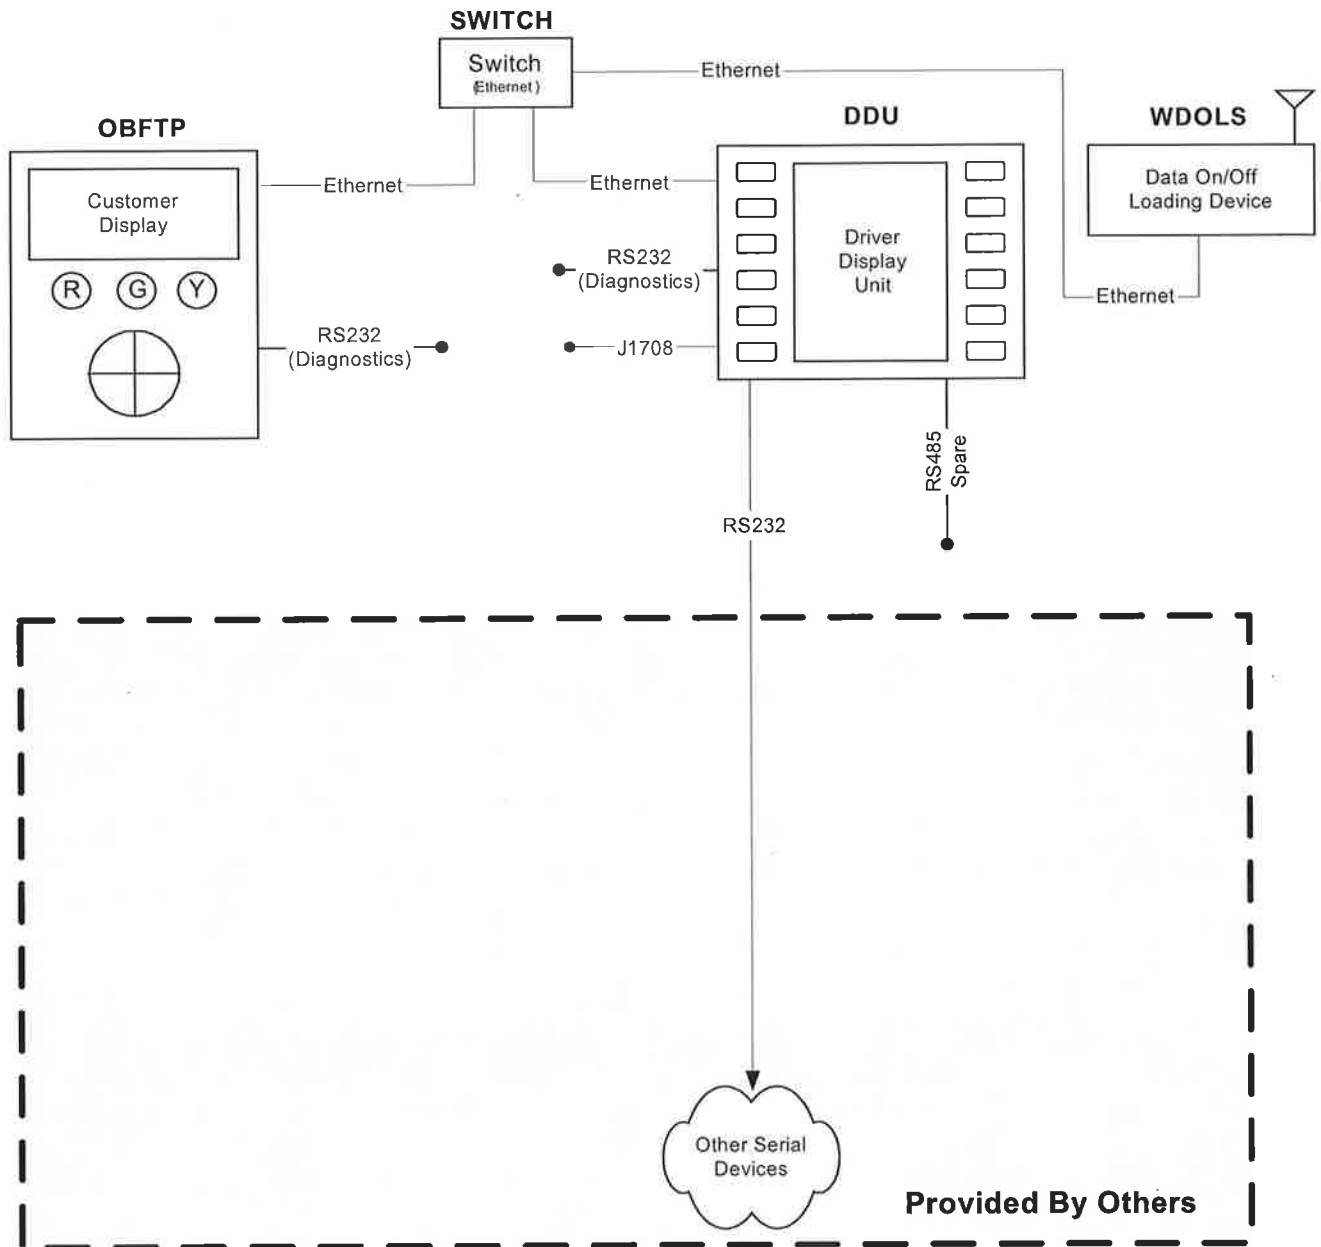 SWITCH
Switch
(Ethernet)
Ethernet
OBFTP
DDU
WDOLS
Customer
Display
Ethernet
Ethernet
Data On/Off
Loading Device
R
G
Y
RS232
(Diagnostics)
Driver
Display
Unit
Ethernet
RS232
(Diagnostics)
J1708
RS485
Spare
RS232
Other Serial
Devices
Provided By Others